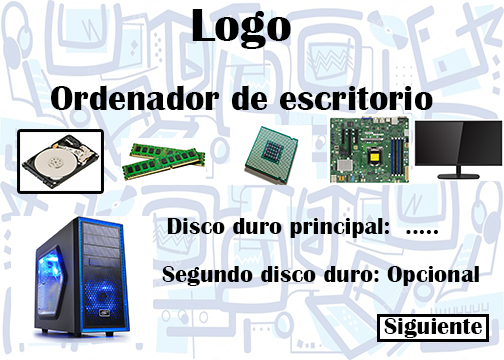 Logo
Ordenador de escritorio
Disco duro principal: .....
Segundo disco duro: Opcional
Siguiente